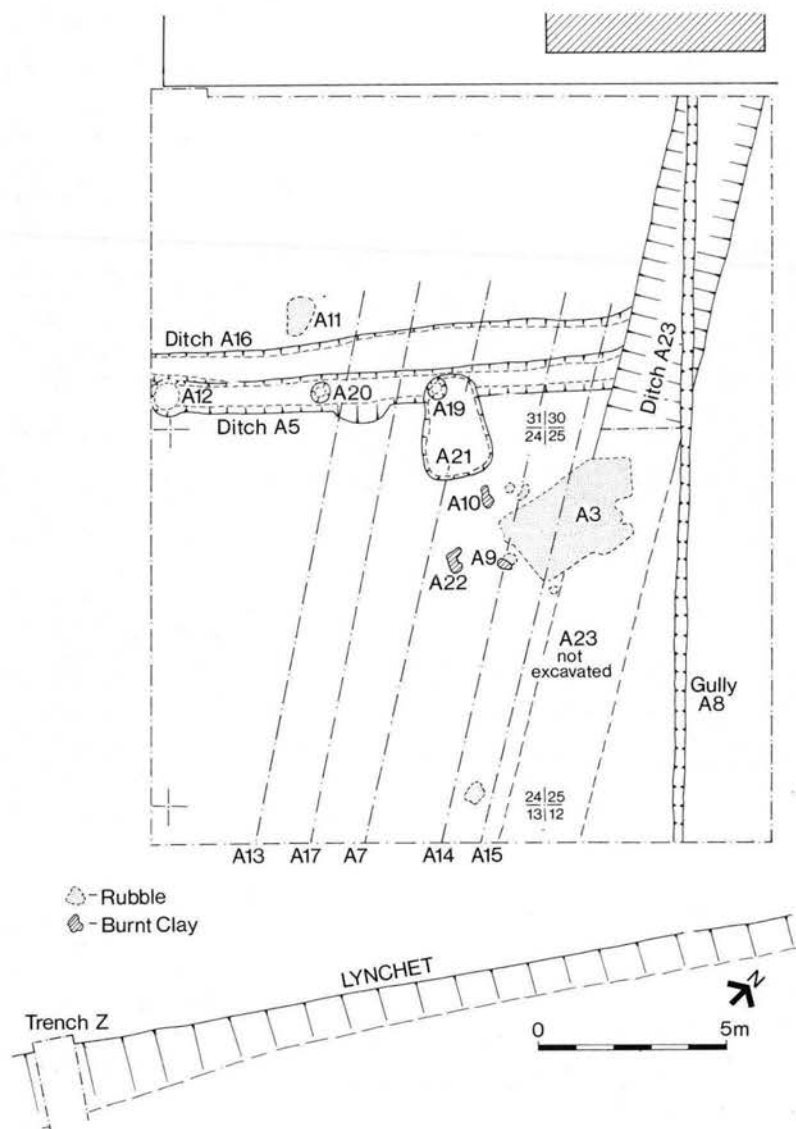 A11
Ditch A16
Ditch A23
A12
A20
A19
Ditch A5
31 30
24 25
A21
A10
A3
A22
A9
A23
not
excavated
Gully
A8
24 25
13 12
A13
A17
A7
A14
A15
- Rubble
- Burnt Clay
LYNCHET
N
Trench Z
0
5m